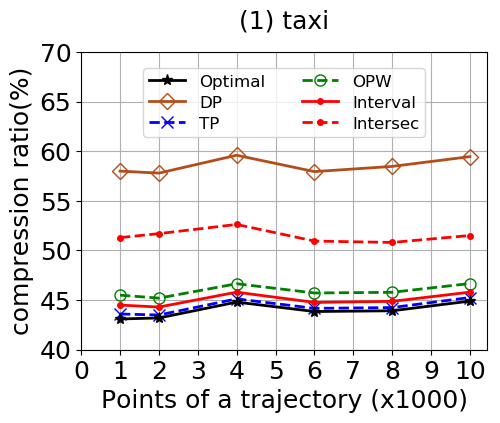 (1) taxi
70
65
60
55
50
45
40
compression ratio(%)
Optimal
DP
TP
OPW
Interval
Intersec
0 1 2 3 4 5 6 7 8 9 10
Points of a trajectory (x1000)